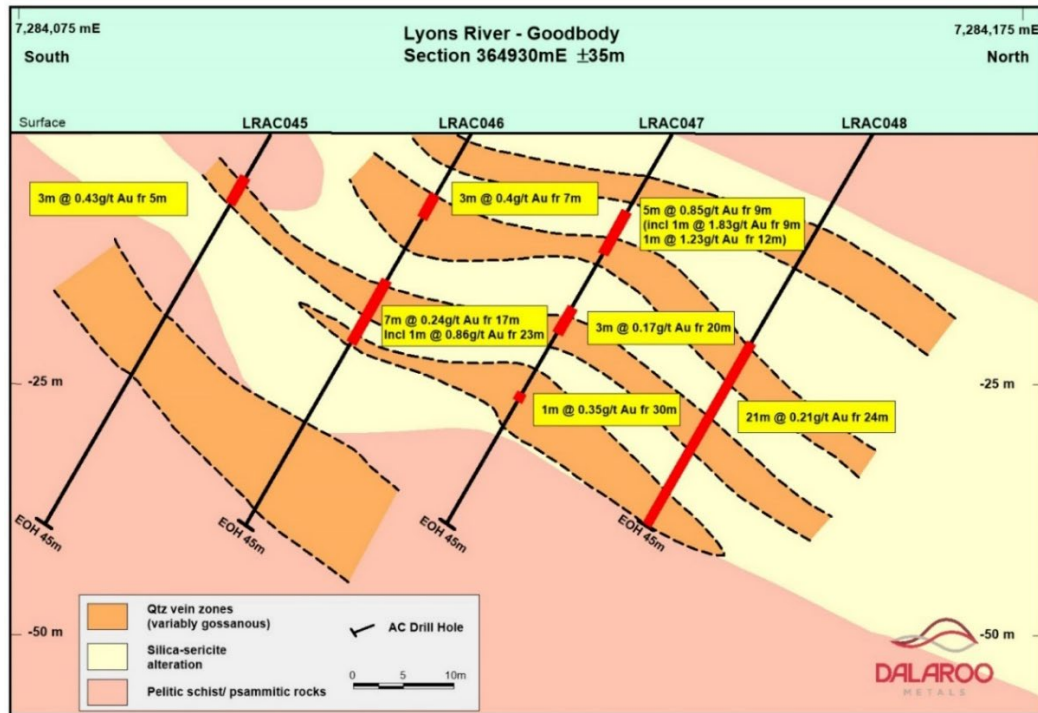 7,284,075 mE
7,284,175 mE
Lyons River - Goodbody
Section 364930mE ±35m
South
North
Surface
LRAC045
LRAC046
LRAC047
LRAC048
3m @ 0.43g/t Au fr 5m
3m @ 0.4g/t Au fr 7m
5m @ 0.85g/t Au fr 9m
(incl 1m @ 1.83g/t Au fr 9m
1m @ 1.23g/t Au fr 12m)
7m @ 0.24g/t Au fr 17m
incl 1m @ 0.86g/t Au fr 23m
3m @ 0.17g/t Au fr 20m
-25 m
-25 m
1m @ 0.35g/t Au fr 30m
21m @ 0.21g/t Au fr 24m
EOH 45m
EOH 45m
EOH 45m
EOH 45m
Qtz vein zones
(variably gossanous)
AC Drill Hole
Silica-sericite
alteration
0 5 10m
Pelitic schist/ psammitic rocks
-50 m
-50 m
DALAROO
METALS